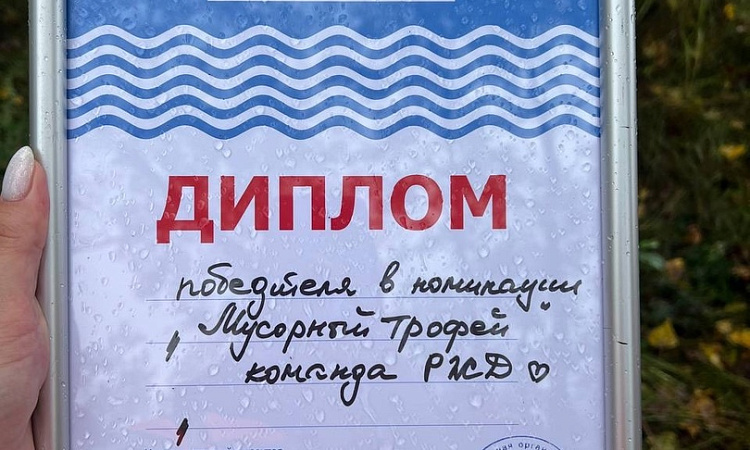 ДИПЛОМ
победителя в номинации
„Мусорный Трофей"
команда РЖД ♡